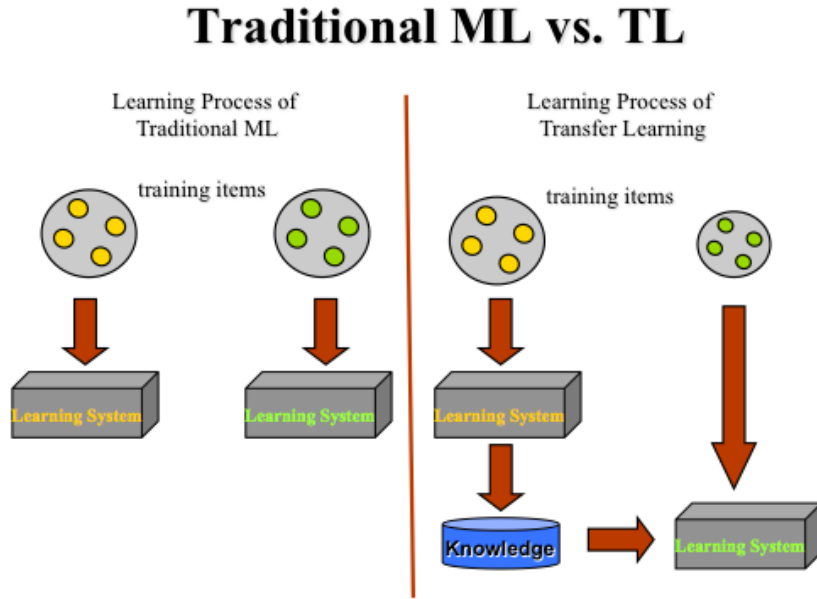 Traditional ML vs. TL
Learning Process of
Traditional ML
training items
Learning System
Learning System
Learning Process of
Transfer Learning
training items
Learning System
Knowledge
Learning System